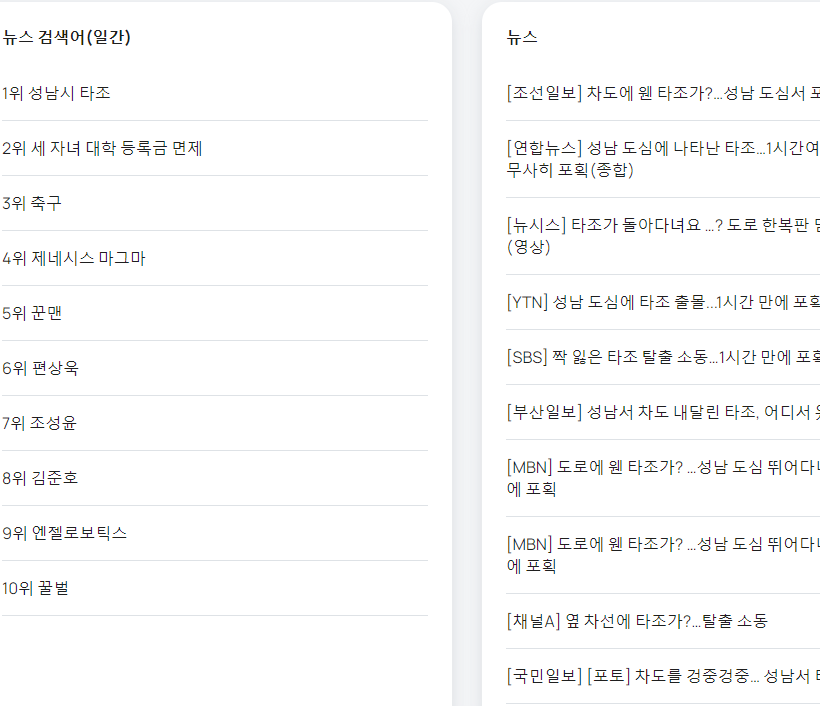 뉴스 검색어(일간)
1위 성남시 타조
2위 세 자녀 대학 등록금 면제
3위 축구
4위 제네시스 마그마
5위 꾼맨
6위 편상욱
7위 조성윤
8위 김준호
9위 엔젤로보틱스
10위 꿀벌
뉴스
[조선일보] 차도에 웬 타조가?...성남 도심서
[연합뉴스] 성남 도심에 나타난 타조...1시간여
무사히 포획(종합)
[뉴시스] 타조가 돌아다녀요 ...? 도로 한복판
(영상)
[YTN] 성남 도심에 타조 출몰...1시간 만에 포획
[SBS] 짝 잃은 타조 탈출 소동...1시간 만에 포획
[부산일보] 성남서 차도 내달린 타조, 어디서
[MBN] 도로에 웬 타조가? ...성남 도심 뛰어다
에 포획
[MBN] 도로에 웬 타조가? ...성남 도심 뛰어다
에 포획
[채널A] 옆 차선에 타조가?...탈출 소동
[국민일보] [포토] 차도를 겅중겅중... 성남서